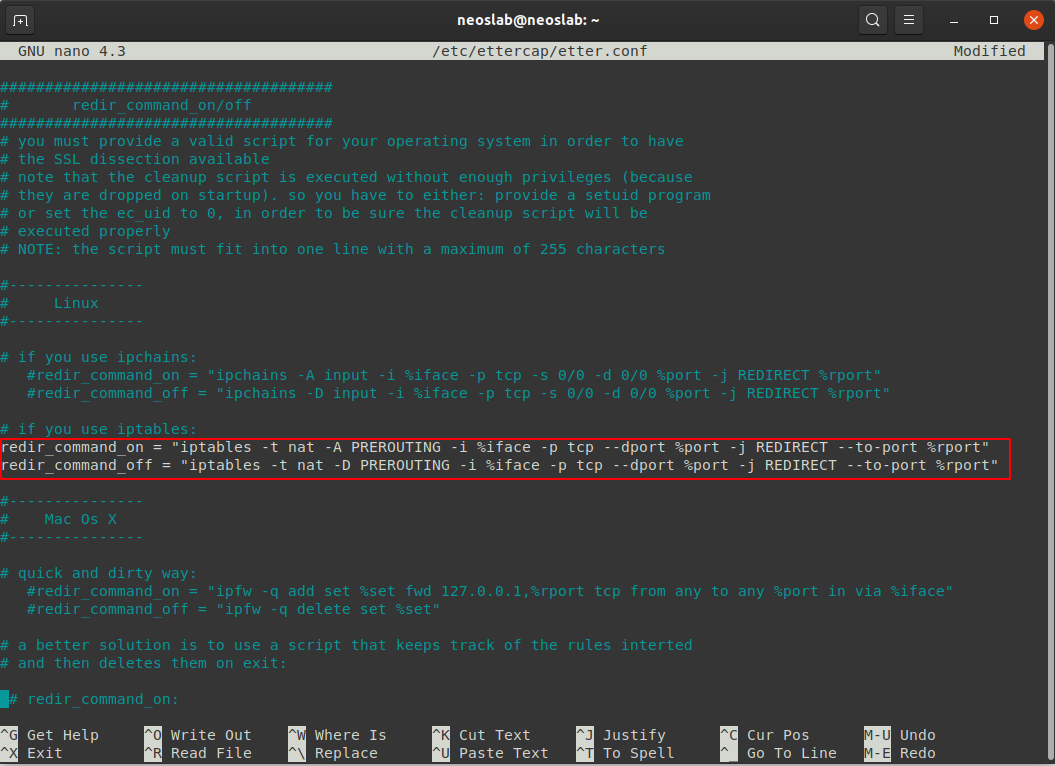 neoslab@neoslab: ~
GNU nano 4.3 /etc/ettercap/etter.conf Modified
#####################################
#       redir_command_on/off
#####################################
# you must provide a valid script for your operating system in order to have
# the SSL dissection available
# note that the cleanup script is executed without enough privileges (because
# they are dropped on startup). so you have to either: provide a setuid program
# or set the ec_uid to 0, in order to be sure the cleanup script will be
# executed properly
# NOTE: the script must fit into one line with a maximum of 255 characters
#---------------
#     Linux
#---------------
# if you use ipchains:
   #redir_command_on = "ipchains -A input -i %iface -p tcp -s 0/0 -d 0/0 %port -j REDIRECT %rport"
   #redir_command_off = "ipchains -D input -i %iface -p tcp -s 0/0 -d 0/0 %port -j REDIRECT %rport"
# if you use iptables:
redir_command_on = "iptables -t nat -A PREROUTING -i %iface -p tcp --dport %port -j REDIRECT --to-port %rport"
redir_command_off = "iptables -t nat -D PREROUTING -i %iface -p tcp --dport %port -j REDIRECT --to-port %rport"
#---------------
#    Mac Os X
#---------------
# quick and dirty way:
   #redir_command_on = "ipfw -q add set %set fwd 127.0.0.1,%rport tcp from any to any %port in via %iface"
   #redir_command_off = "ipfw -q delete set %set"
# a better solution is to use a script that keeps track of the rules interted
# and then deletes them on exit:
# redir_command_on:
^G Get Help ^O Write Out ^W Where Is ^K Cut Text ^J Justify ^C Cur Pos M-U Undo
^X Exit ^R Read File ^\ Replace ^U Paste Text ^T To Spell ^_ Go To Line M-E Redo